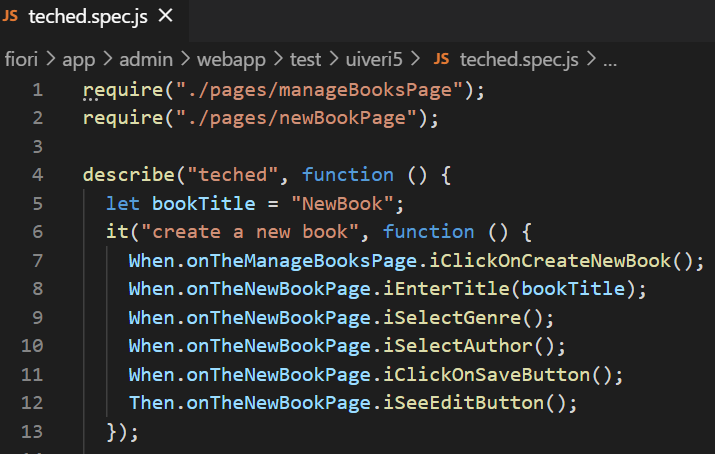 JS teched.spec.js ×
fiori > app > admin > webapp > test > uiveri5 > JS teched.spec.js > ...
1 require("./pages/manageBooksPage");
2 require("./pages/newBookPage");
3
4 describe("teched", function () {
5 let bookTitle = "NewBook";
6 it("create a new book", function () {
7 When.onTheManageBooksPage.iClickOnCreateNewBook();
8 When.onTheNewBookPage.iEnterTitle(bookTitle);
9 When.onTheNewBookPage.iSelectGenre();
10 When.onTheNewBookPage.iSelectAuthor();
11 When.onTheNewBookPage.iClickOnSaveButton();
12 Then.onTheNewBookPage.iSeeEditButton();
13 });